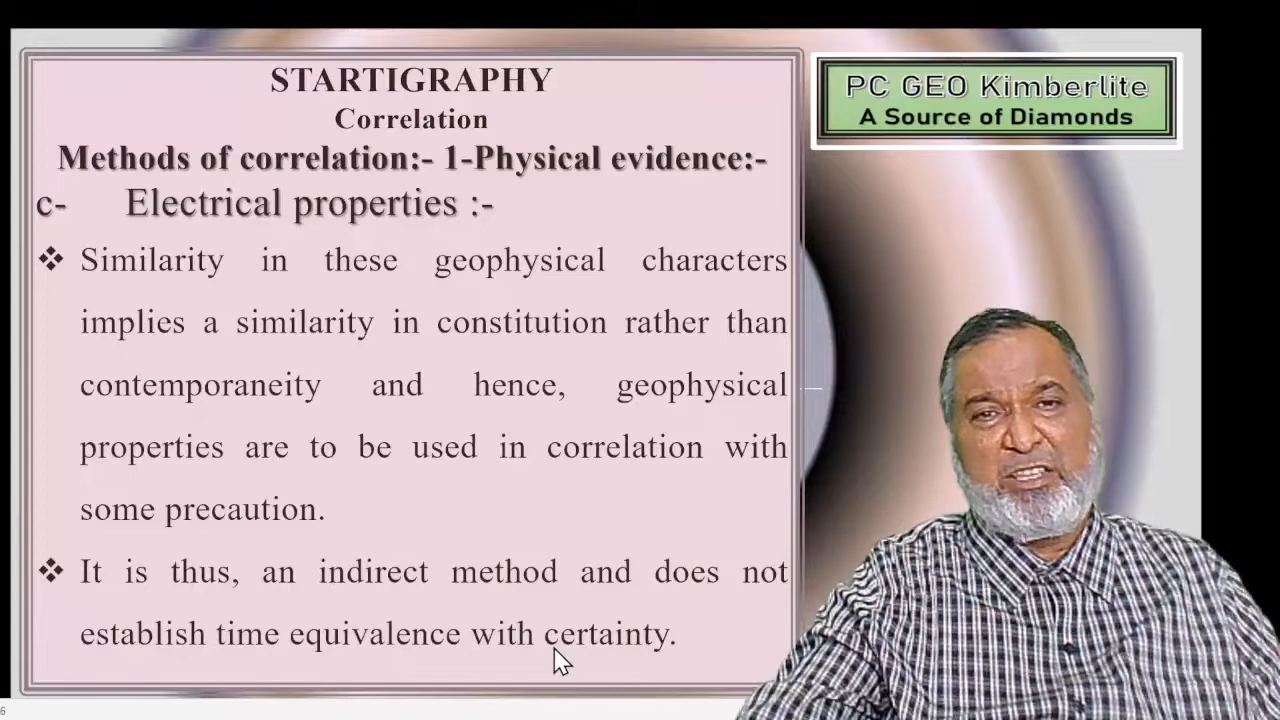 STARTIGRAPHY
Correlation
Methods of correlation:- 1-Physical evidence:-
c- Electrical properties :-
❖ Similarity in these geophysical characters
implies a similarity in constitution rather than
contemporaneity and hence, geophysical
properties are to be used in correlation with
some precaution.
❖ It is thus, an indirect method and does not
establish time equivalence with certainty.
PC GEO Kimberlite
A Source of Diamonds
6